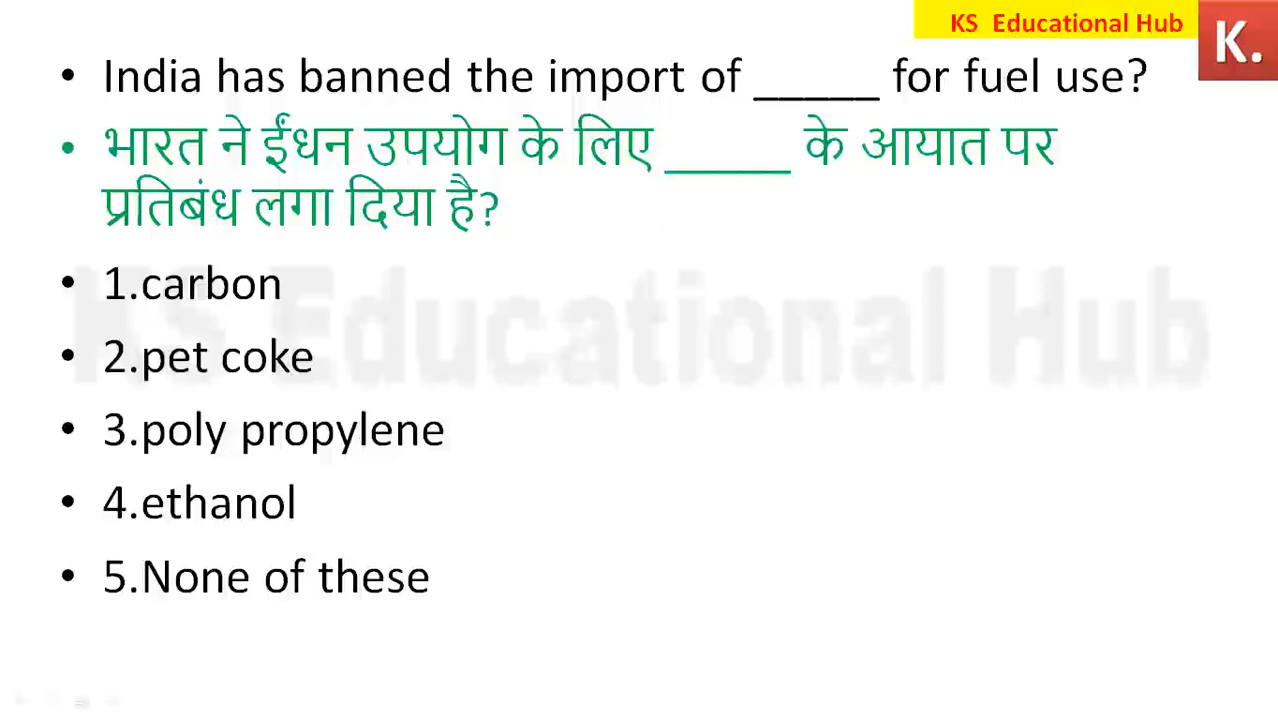 KS Educational Hub
K.
• India has banned the import of _____ for fuel use?
• भारत ने ईंधन उपयोग के लिए _____ के आयात पर
प्रतिबंध लगा दिया है?
• 1.carbon
• 2.pet coke
• 3.poly propylene
• 4.ethanol
• 5.None of these
KS Educational Hub